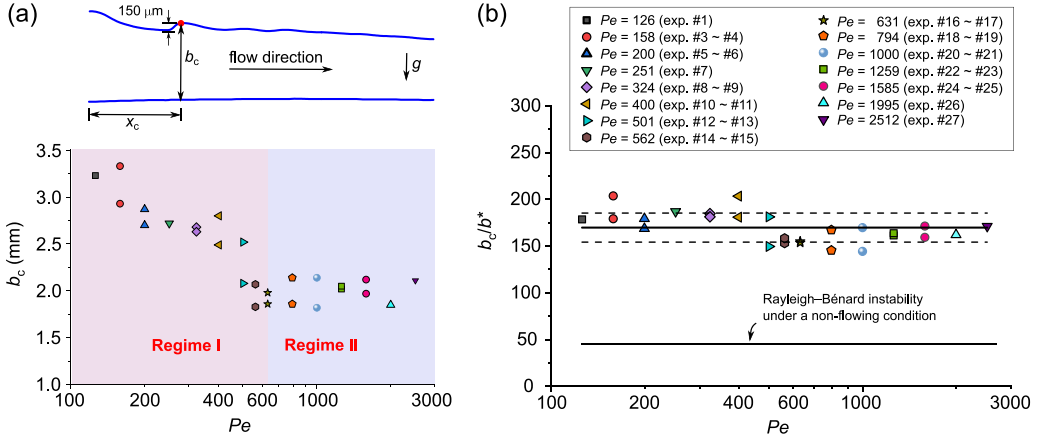 (a)
150 μm
b_c
flow direction
g
x_c
3.5
3.0
2.5
2.0
1.5
1.0
b_c (mm)
Regime I
Regime II
100
200
400
600
1000
3000
Pe
(b)
Pe = 126 (exp. #1)
Pe = 158 (exp. #3 ~ #4)
Pe = 200 (exp. #5 ~ #6)
Pe = 251 (exp. #7)
Pe = 324 (exp. #8 ~ #9)
Pe = 400 (exp. #10 ~ #11)
Pe = 501 (exp. #12 ~ #13)
Pe = 562 (exp. #14 ~ #15)
Pe = 631 (exp. #16 ~ #17)
Pe = 794 (exp. #18 ~ #19)
Pe = 1000 (exp. #20 ~ #21)
Pe = 1259 (exp. #22 ~ #23)
Pe = 1585 (exp. #24 ~ #25)
Pe = 1995 (exp. #26)
Pe = 2512 (exp. #27)
300
250
200
150
100
50
0
b_c/b*
Rayleigh–Bénard instability
under a non-flowing condition
100
200
400
600
1000
3000
Pe